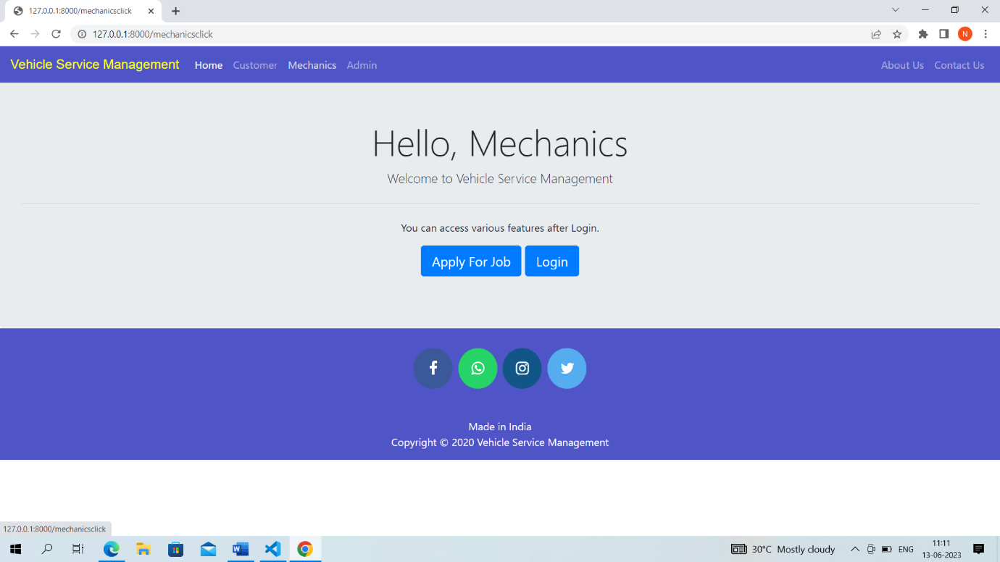 127.0.0.1:8000/mechanicsclick
127.0.0.1:8000/mechanicsclick
N
Vehicle Service Management Home Customer Mechanics Admin About Us Contact Us
Hello, Mechanics
Welcome to Vehicle Service Management
You can access various features after Login.
Apply For Job Login
Made in India
Copyright © 2020 Vehicle Service Management
127.0.0.1:8000/mechanicsclick
30°C Mostly cloudy ENG 11:11
13-06-2023